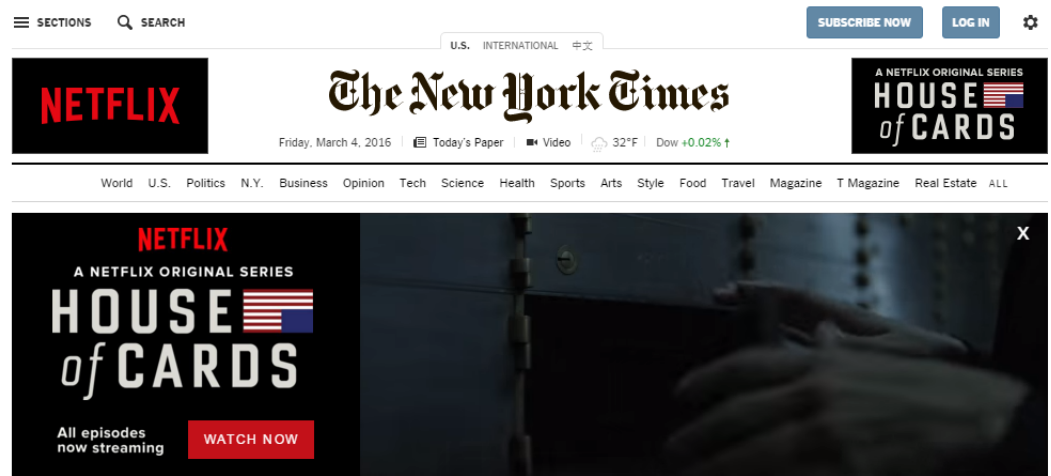 SECTIONS SEARCH SUBSCRIBE NOW LOG IN
U.S. INTERNATIONAL 中文
NETFLIX
The New York Times
A NETFLIX ORIGINAL SERIES
HOUSE
of CARDS
Friday, March 4, 2016 Today's Paper Video 32°F Dow +0.02% ↑
World U.S. Politics N.Y. Business Opinion Tech Science Health Sports Arts Style Food Travel Magazine T Magazine Real Estate ALL
NETFLIX
X
A NETFLIX ORIGINAL SERIES
HOUSE
of CARDS
All episodes
now streaming
WATCH NOW